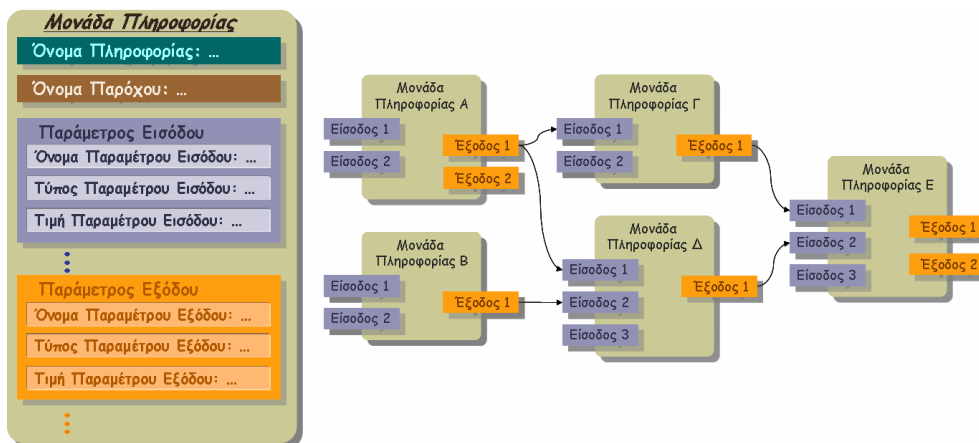 Μονάδα Πληροφορίας
Όνομα Πληροφορίας: ...
Όνομα Παρόχου: ...
Παράμετρος Εισόδου
Όνομα Παραμέτρου Εισόδου: ...
Τύπος Παραμέτρου Εισόδου: ...
Τιμή Παραμέτρου Εισόδου: ...
Παράμετρος Εξόδου
Όνομα Παραμέτρου Εξόδου: ...
Τύπος Παραμέτρου Εξόδου: ...
Τιμή Παραμέτρου Εξόδου: ...
Μονάδα
Πληροφορίας Α
Είσοδος 1
Είσοδος 2
Έξοδος 1
Έξοδος 2
Μονάδα
Πληροφορίας Β
Είσοδος 1
Είσοδος 2
Έξοδος 1
Μονάδα
Πληροφορίας Γ
Είσοδος 1
Είσοδος 2
Έξοδος 1
Μονάδα
Πληροφορίας Δ
Είσοδος 1
Είσοδος 2
Είσοδος 3
Έξοδος 1
Μονάδα
Πληροφορίας Ε
Είσοδος 1
Είσοδος 2
Είσοδος 3
Έξοδος 1
Έξοδος 2